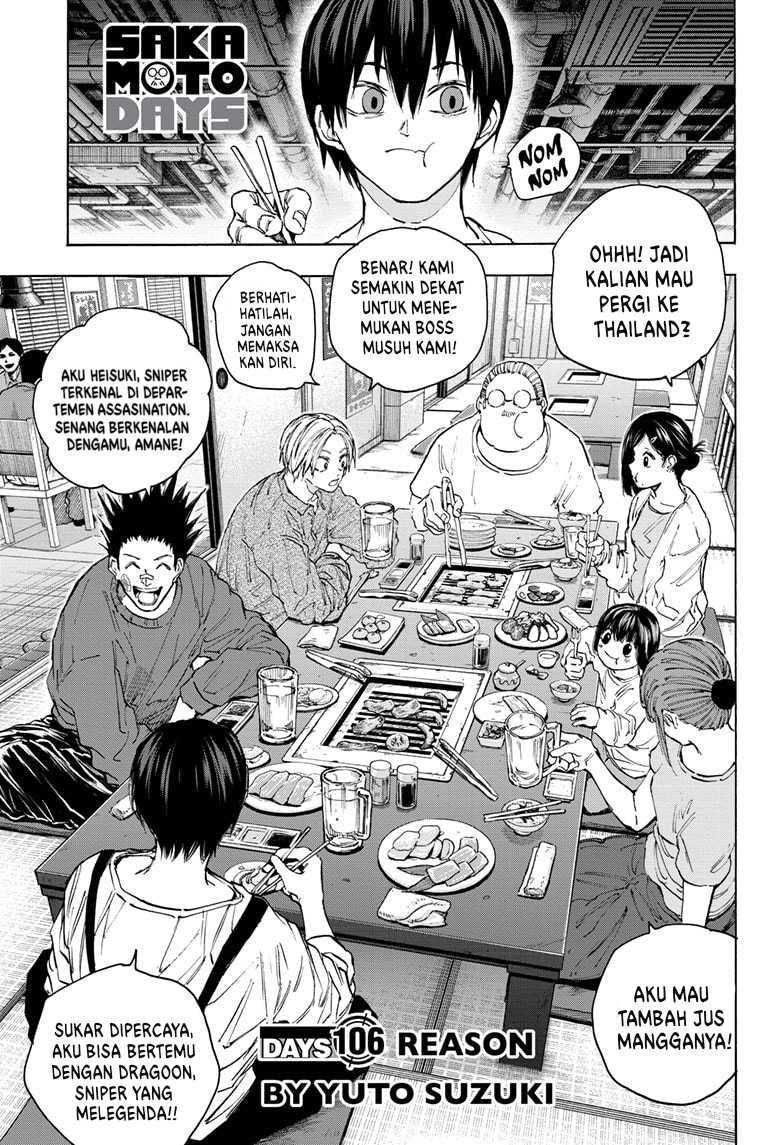 SAKA
MOTO
DAYS
NOM
NOM
OHHH! JADI
KALIAN MAU
PERGI KE
THAILAND?
BENAR! KAMI
SEMAKIN DEKAT
UNTUK MENE-
MUKAN BOSS
MUSUH KAMI!
BERHATI-
HATILAH,
JANGAN
MEMAKSA
KAN DIRI.
AKU HEISUKI, SNIPER
TERKENAL DI DEPAR-
TEMEN ASSASINATION.
SENANG BERKENALAN
DENGAMU, AMANE!
AKU MAU
TAMBAH JUS
MANGGANYA!
SUKAR DIPERCAYA,
AKU BISA BERTEMU
DENGAN DRAGOON,
SNIPER YANG
MELEGENDA!!
DAYS 106 REASON
BY YUTO SUZUKI